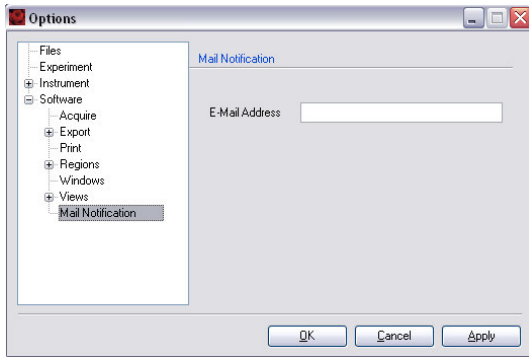 Options
Files
Experiment
Instrument
Software
Acquire
Export
Print
Regions
Windows
Views
Mail Notification
Mail Notification
E-Mail Address
OK
Cancel
Apply